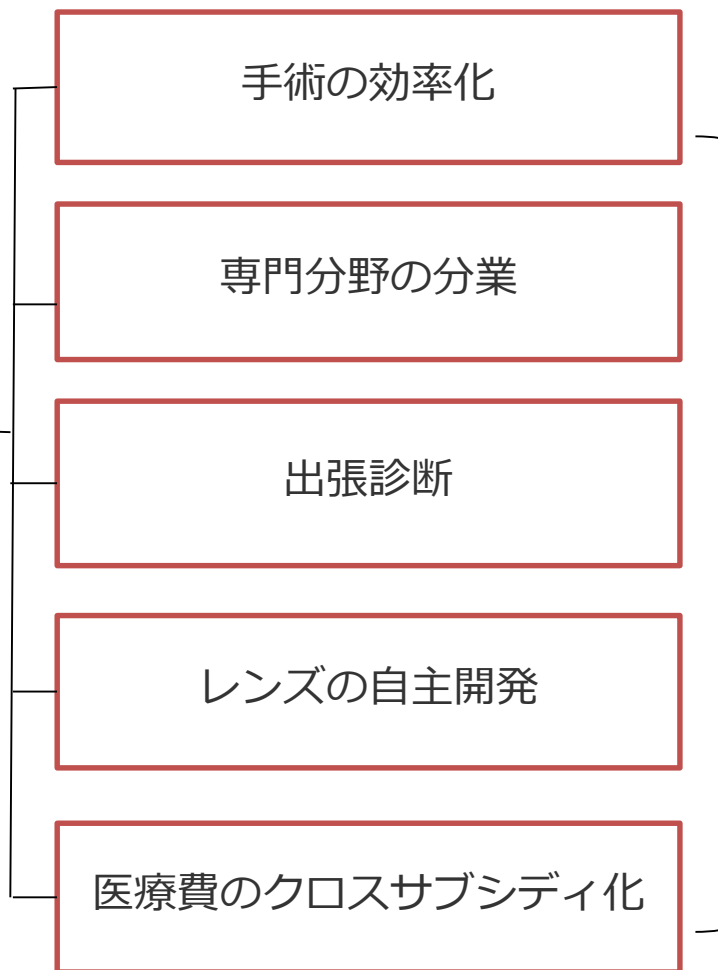 手術の効率化
専門分野の分業
出張診断
レンズの自主開発
医療費のクロスサブシディ化